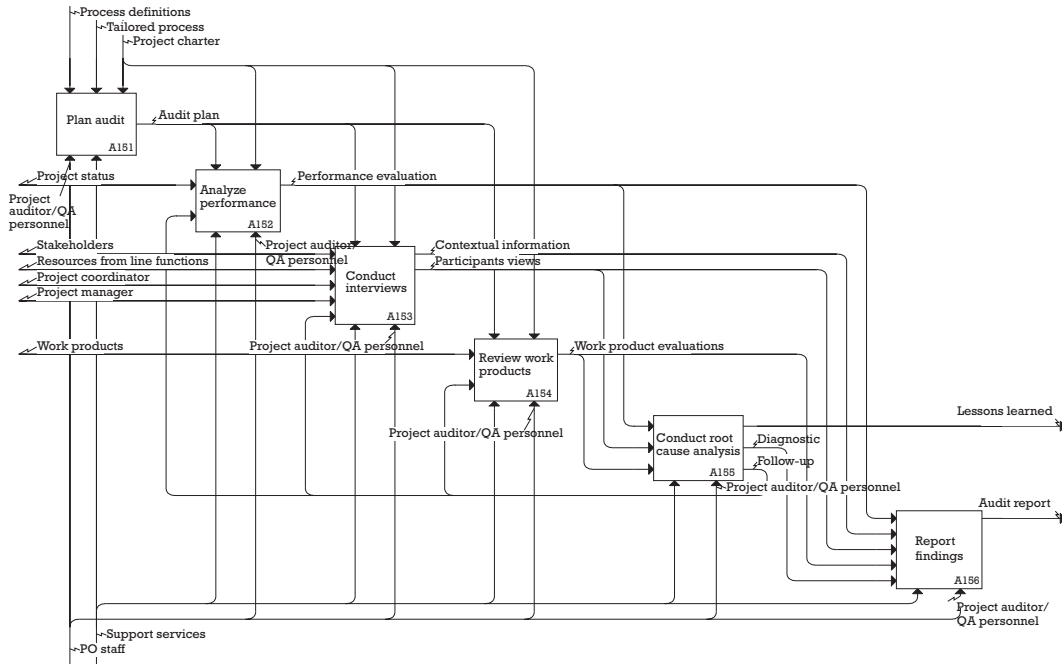 Process definitions
Tailored process
Project charter
Plan audit
A151
Audit plan
Project status
Project
auditor/QA
personnel
Analyze
performance
A152
Performance evaluation
Stakeholders
Resources from line functions
Project coordinator
Project manager
Project auditor/
QA personnel
Conduct
interviews
A153
Contextual information
Participants views
Work products
Project auditor/QA personnel
Review work
products
A154
Work product evaluations
Project auditor/QA personnel
Conduct root
cause analysis
A155
Lessons learned
Diagnostic
Follow-up
Project auditor/QA personnel
Audit report
Report
findings
A156
Project auditor/
QA personnel
Support services
PO staff